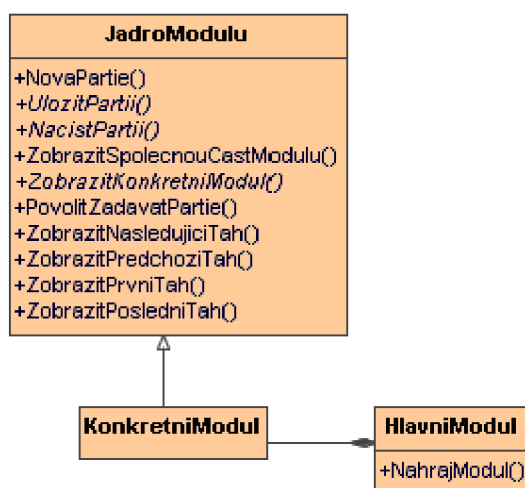 JadroModulu
+NovaPartie()
+UlozitPartii()
+NacistPartii()
+ZobrazitSpolecnouCastModulu()
+ZobrazitKonkretniModul()
+PovolitZadavatPartie()
+ZobrazitNasledujiciTah()
+ZobrazitPredchoziTah()
+ZobrazitPrvniTah()
+ZobrazitPosledniTah()
KonkretniModul
HlavniModul
+NahrajModul()